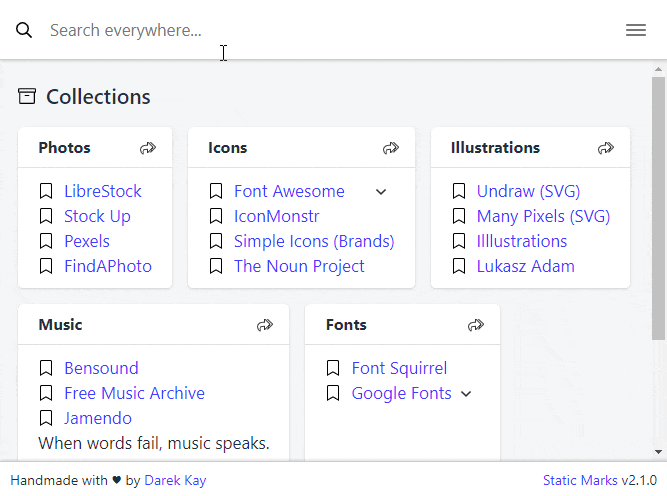 Search everywhere...
Collections
Photos
LibreStock
Stock Up
Pexels
FindAPhoto
Icons
Font Awesome
IconMonstr
Simple Icons (Brands)
The Noun Project
Illustrations
Undraw (SVG)
Many Pixels (SVG)
Illlustrations
Lukasz Adam
Music
Bensound
Free Music Archive
Jamendo
When words fail, music speaks.
Fonts
Font Squirrel
Google Fonts
Handmade with ♥ by Darek Kay
Static Marks v2.1.0